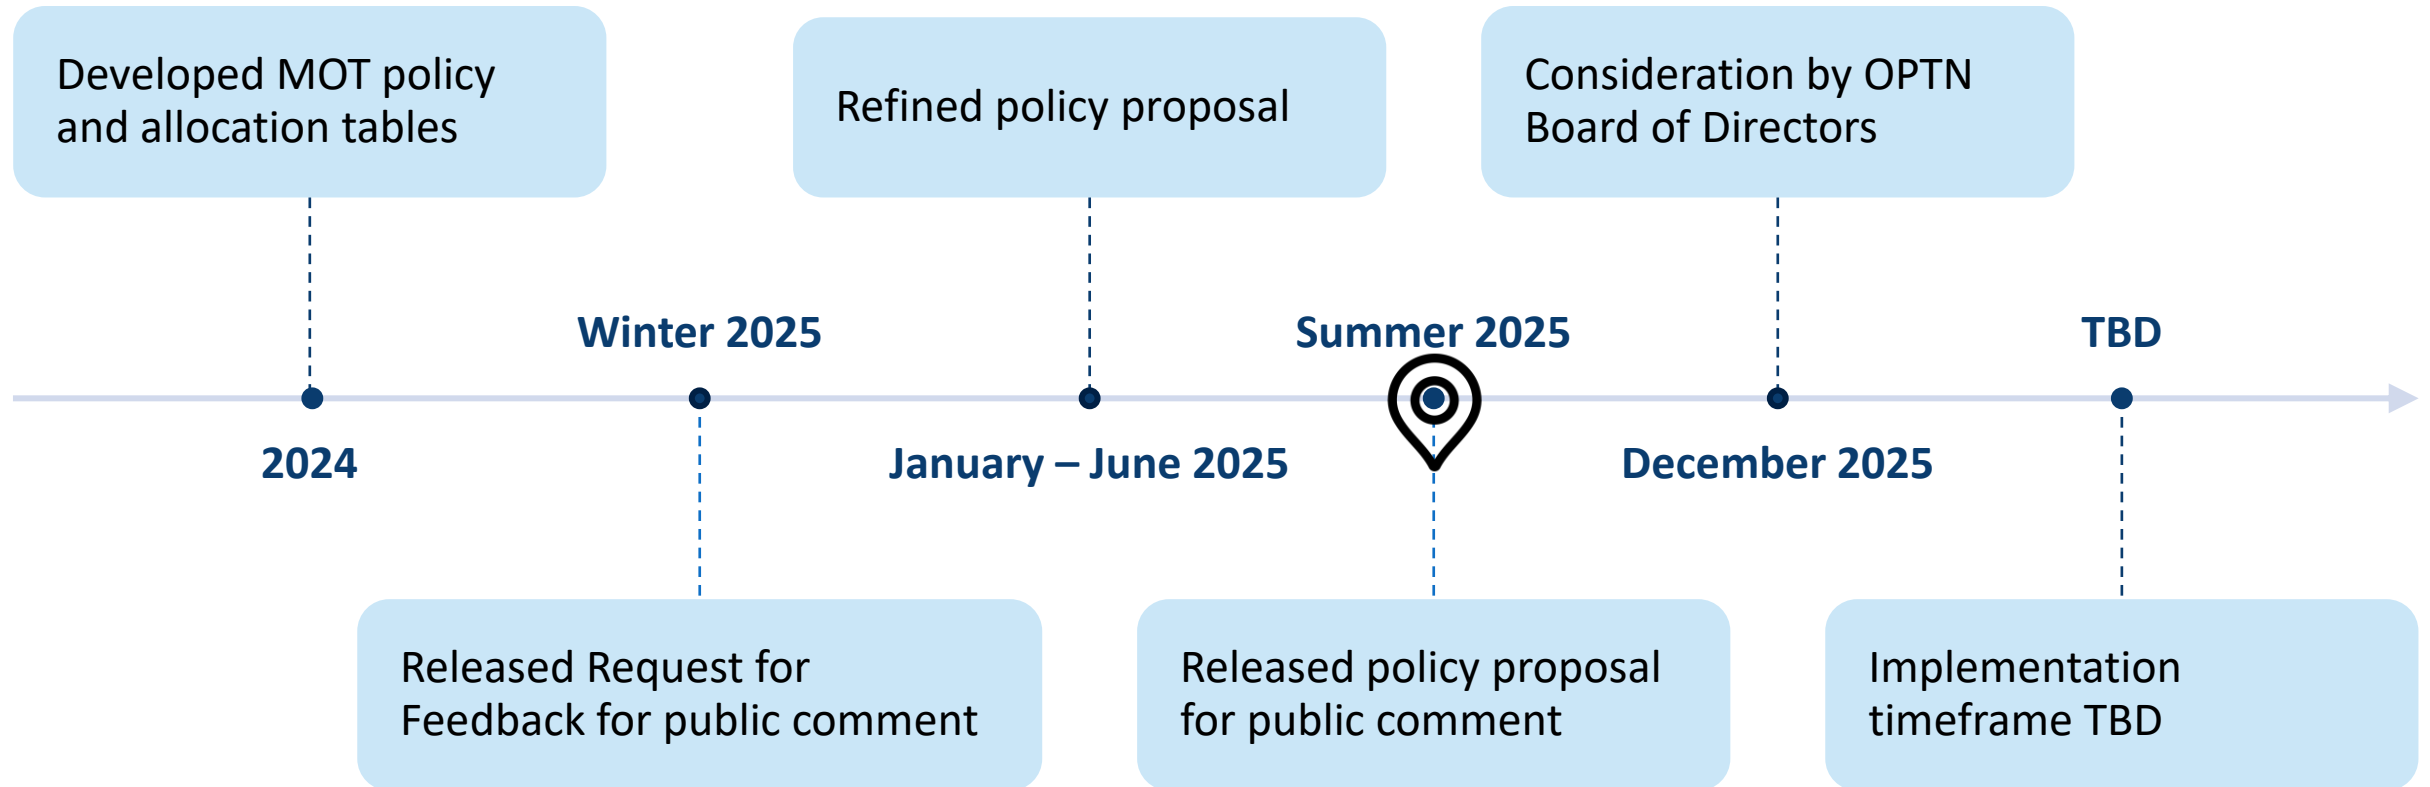 Developed MOT policy
and allocation tables
Refined policy proposal
Consideration by OPTN
Board of Directors
Winter 2025
Summer 2025
TBD
2024
January – June 2025
December 2025
Released Request for
Feedback for public comment
Released policy proposal
for public comment
Implementation
timeframe TBD